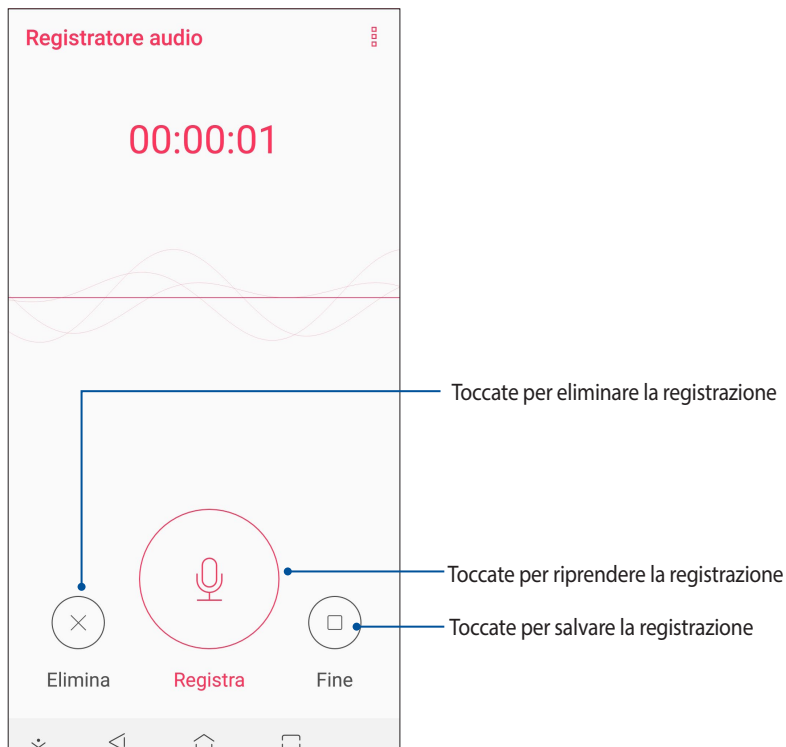 Registratore audio
00:00:01
Toccate per eliminare la registrazione
Toccate per riprendere la registrazione
Toccate per salvare la registrazione
Elimina
Registra
Fine